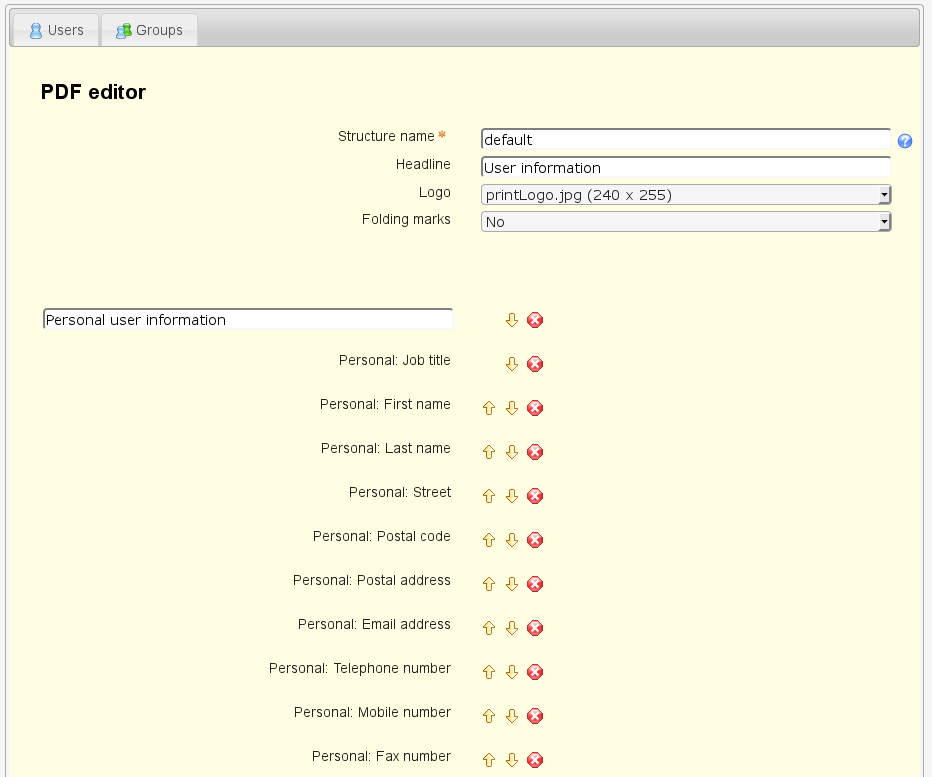 Users Groups
PDF editor
Structure name * default
Headline User information
Logo printLogo.jpg (240 x 255)
Folding marks No
Personal user information
Personal: Job title
Personal: First name
Personal: Last name
Personal: Street
Personal: Postal code
Personal: Postal address
Personal: Email address
Personal: Telephone number
Personal: Mobile number
Personal: Fax number